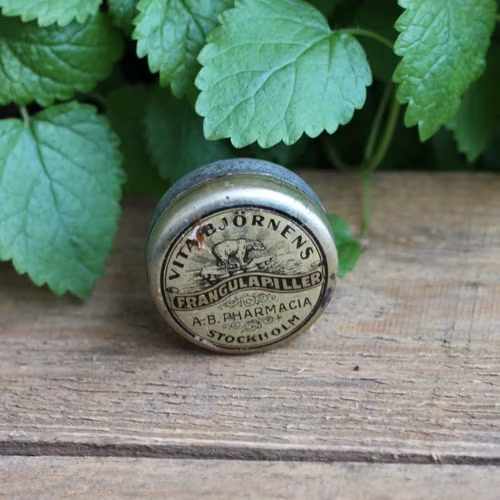 VITA BJÖRNENS
FRANGULAPILLER
A.B. PHARMACIA
STOCKHOLM